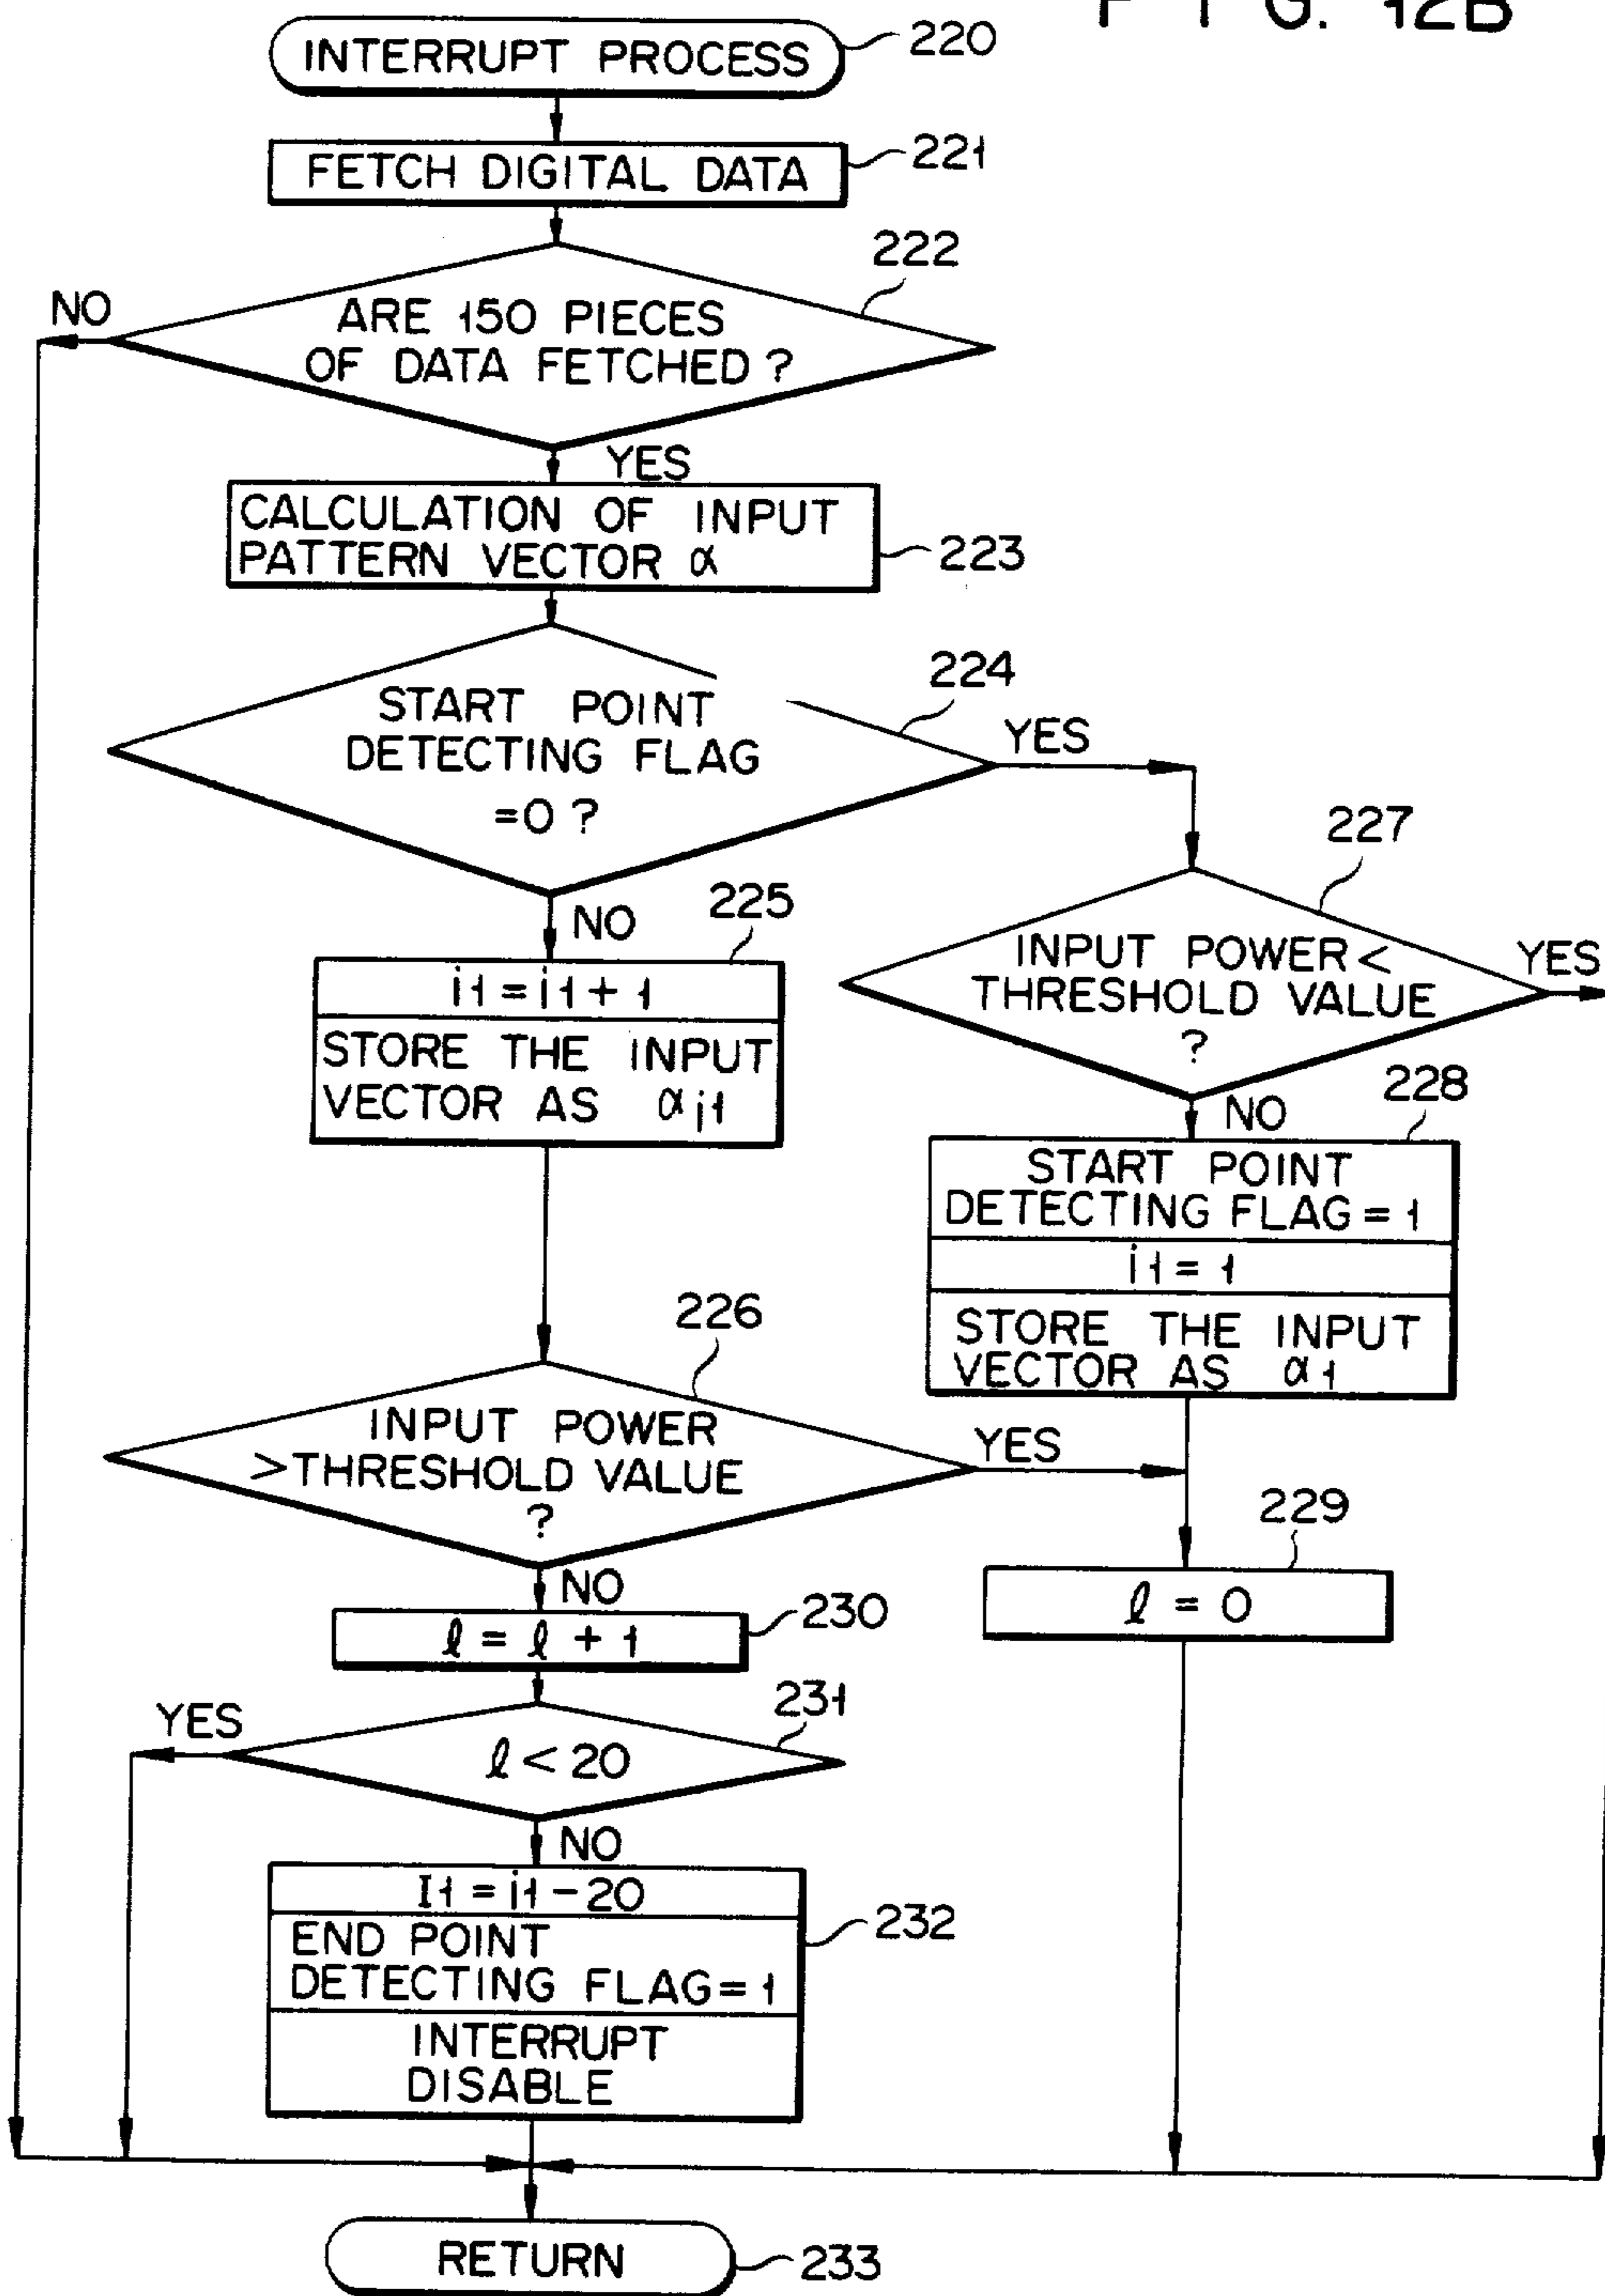 FIG. 12B
INTERRUPT PROCESS
220
FETCH DIGITAL DATA
221
222
NO
ARE 150 PIECES
OF DATA FETCHED ?
YES
CALCULATION OF INPUT
PATTERN VECTOR α
223
224
START POINT
DETECTING FLAG
=0 ?
YES
227
NO
225
INPUT POWER <
THRESHOLD VALUE
?
YES
i1 = i1 + 1
STORE THE INPUT
VECTOR AS αi1
228
NO
START POINT
DETECTING FLAG = 1
i1 = 1
STORE THE INPUT
VECTOR AS α1
226
INPUT POWER
>THRESHOLD VALUE
?
YES
229
NO
ℓ = 0
230
ℓ = ℓ + 1
231
YES
ℓ < 20
NO
I1 = i1 - 20
END POINT
DETECTING FLAG = 1
INTERRUPT
DISABLE
232
RETURN
233